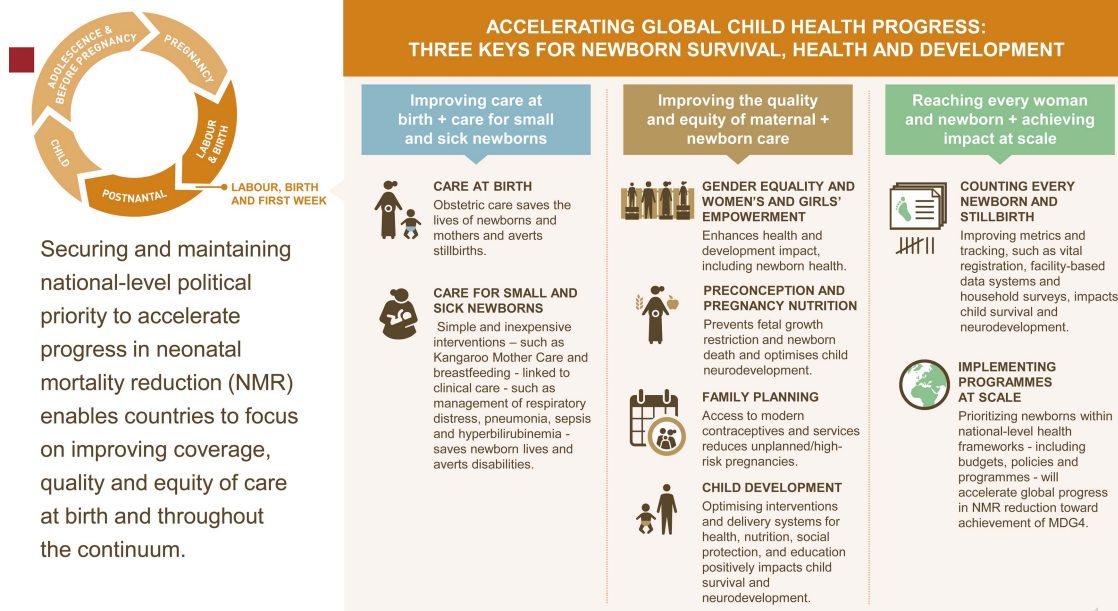 ADOLESCENCE &
BEFORE PREGNANCY
PREGNANCY
LABOUR
& BIRTH
POSTNANTAL
CHILD
LABOUR, BIRTH
AND FIRST WEEK
Securing and maintaining
national-level political
priority to accelerate
progress in neonatal
mortality reduction (NMR)
enables countries to focus
on improving coverage,
quality and equity of care
at birth and throughout
the continuum.
ACCELERATING GLOBAL CHILD HEALTH PROGRESS:
THREE KEYS FOR NEWBORN SURVIVAL, HEALTH AND DEVELOPMENT
Improving care at
birth + care for small
and sick newborns
CARE AT BIRTH
Obstetric care saves the
lives of newborns and
mothers and averts
stillbirths.
CARE FOR SMALL AND
SICK NEWBORNS
Simple and inexpensive
interventions – such as
Kangaroo Mother Care and
breastfeeding - linked to
clinical care - such as
management of respiratory
distress, pneumonia, sepsis
and hyperbilirubinemia -
saves newborn lives and
averts disabilities.
Improving the quality
and equity of maternal +
newborn care
GENDER EQUALITY AND
WOMEN'S AND GIRLS'
EMPOWERMENT
Enhances health and
development impact,
including newborn health.
PRECONCEPTION AND
PREGNANCY NUTRITION
Prevents fetal growth
restriction and newborn
death and optimises child
neurodevelopment.
FAMILY PLANNING
Access to modern
contraceptives and services
reduces unplanned/high-
risk pregnancies.
CHILD DEVELOPMENT
Optimising interventions
and delivery systems for
health, nutrition, social
protection, and education
positively impacts child
survival and
neurodevelopment.
Reaching every woman
and newborn + achieving
impact at scale
COUNTING EVERY
NEWBORN AND
STILLBIRTH
Improving metrics and
tracking, such as vital
registration, facility-based
data systems and
household surveys, impacts
child survival and
neurodevelopment.
IMPLEMENTING
PROGRAMMES
AT SCALE
Prioritizing newborns within
national-level health
frameworks - including
budgets, policies and
programmes - will
accelerate global progress
in NMR reduction toward
achievement of MDG4.